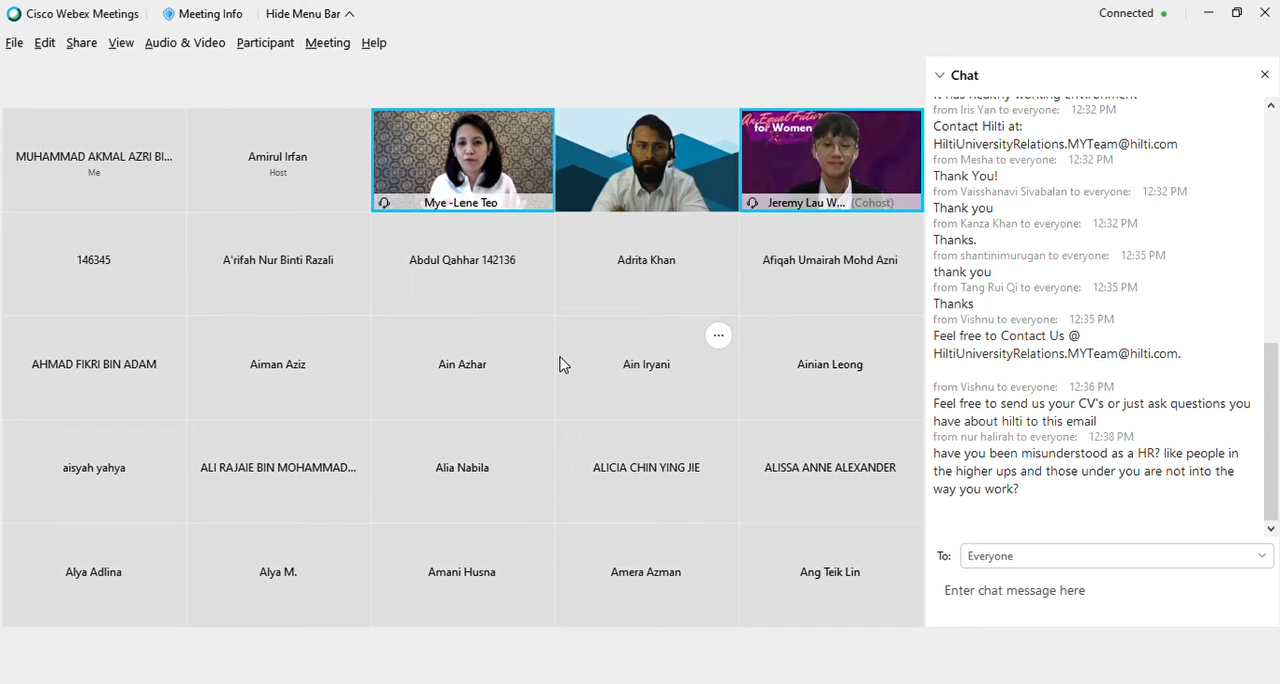 Cisco Webex Meetings
Meeting Info
Hide Menu Bar
Connected
File Edit Share View Audio & Video Participant Meeting Help
MUHAMMAD AKMAL AZRI BI...
Me
Amirul Irfan
Host
Mye -Lene Teo
An Equal Future
for Women
Jeremy Lau W... (Cohost)
146345
A'rifah Nur Binti Razali
Abdul Qahhar 142136
Adrita Khan
Afiqah Umairah Mohd Azni
AHMAD FIKRI BIN ADAM
Aiman Aziz
Ain Azhar
Ain Iryani
Ainian Leong
aisyah yahya
ALI RAJAIE BIN MOHAMMAD...
Alia Nabila
ALICIA CHIN YING JIE
ALISSA ANNE ALEXANDER
Alya Adlina
Alya M.
Amani Husna
Amera Azman
Ang Teik Lin
Chat
It has healthy working environment
from Iris Yan to everyone: 12:32 PM
Contact Hilti at:
HiltiUniversityRelations.MYTeam@hilti.com
from Mesha to everyone: 12:32 PM
Thank You!
from Vaisshanavi Sivabalan to everyone: 12:32 PM
Thank you
from Kanza Khan to everyone: 12:32 PM
Thanks.
from shantinimurugan to everyone: 12:35 PM
thank you
from Tang Rui Qi to everyone: 12:35 PM
Thanks
from Vishnu to everyone: 12:35 PM
Feel free to Contact Us @
HiltiUniversityRelations.MYTeam@hilti.com.
from Vishnu to everyone: 12:36 PM
Feel free to send us your CV's or just ask questions you
have about hilti to this email
from nur halirah to everyone: 12:38 PM
have you been misunderstood as a HR? like people in
the higher ups and those under you are not into the
way you work?
To: Everyone
Enter chat message here